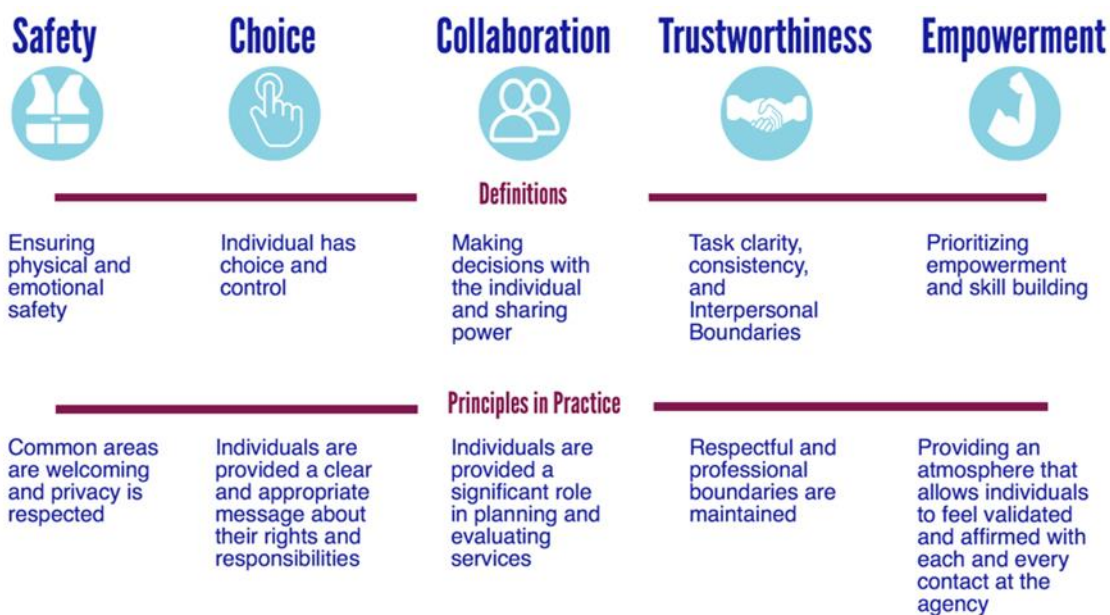 Safety
Choice
Collaboration
Trustworthiness
Empowerment
Definitions
Ensuring
physical and
emotional
safety
Individual has
choice and
control
Making
decisions with
the individual
and sharing
power
Task clarity,
consistency,
and
Interpersonal
Boundaries
Prioritizing
empowerment
and skill building
Principles in Practice
Common areas
are welcoming
and privacy is
respected
Individuals are
provided a clear
and appropriate
message about
their rights and
responsibilities
Individuals are
provided a
significant role
in planning and
evaluating
services
Respectful and
professional
boundaries are
maintained
Providing an
atmosphere that
allows individuals
to feel validated
and affirmed with
each and every
contact at the
agency